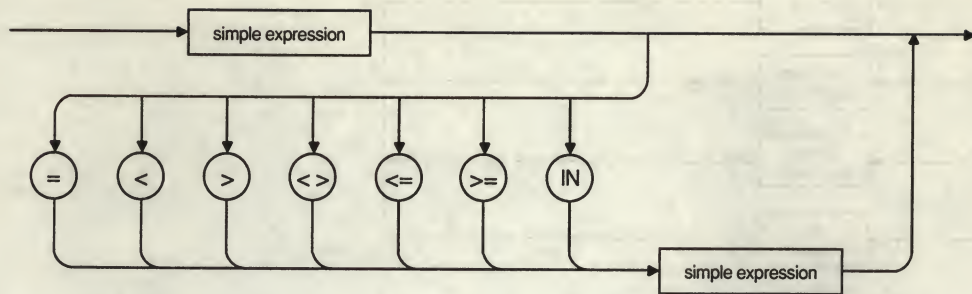 simple expression
= < > < > <= >= IN
simple expression